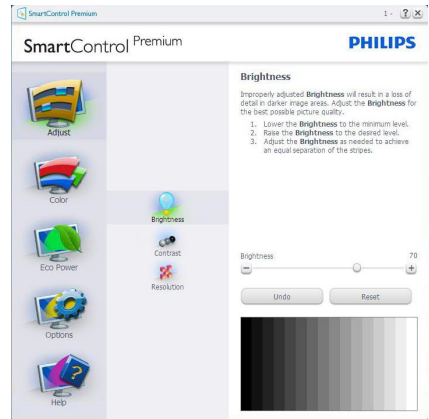 SmartControl Premium
1 -
?
X
SmartControl Premium
PHILIPS
Adjust
Color
Eco Power
Options
Help
Brightness
Contrast
Resolution
Brightness
Improperly adjusted Brightness will result in a loss of
detail in darker image areas. Adjust the Brightness for
the best possible picture quality.
1. Lower the Brightness to the minimum level.
2. Raise the Brightness to the desired level.
3. Adjust the Brightness as needed to achieve
an equal separation of the stripes.
Brightness 70
Undo Reset